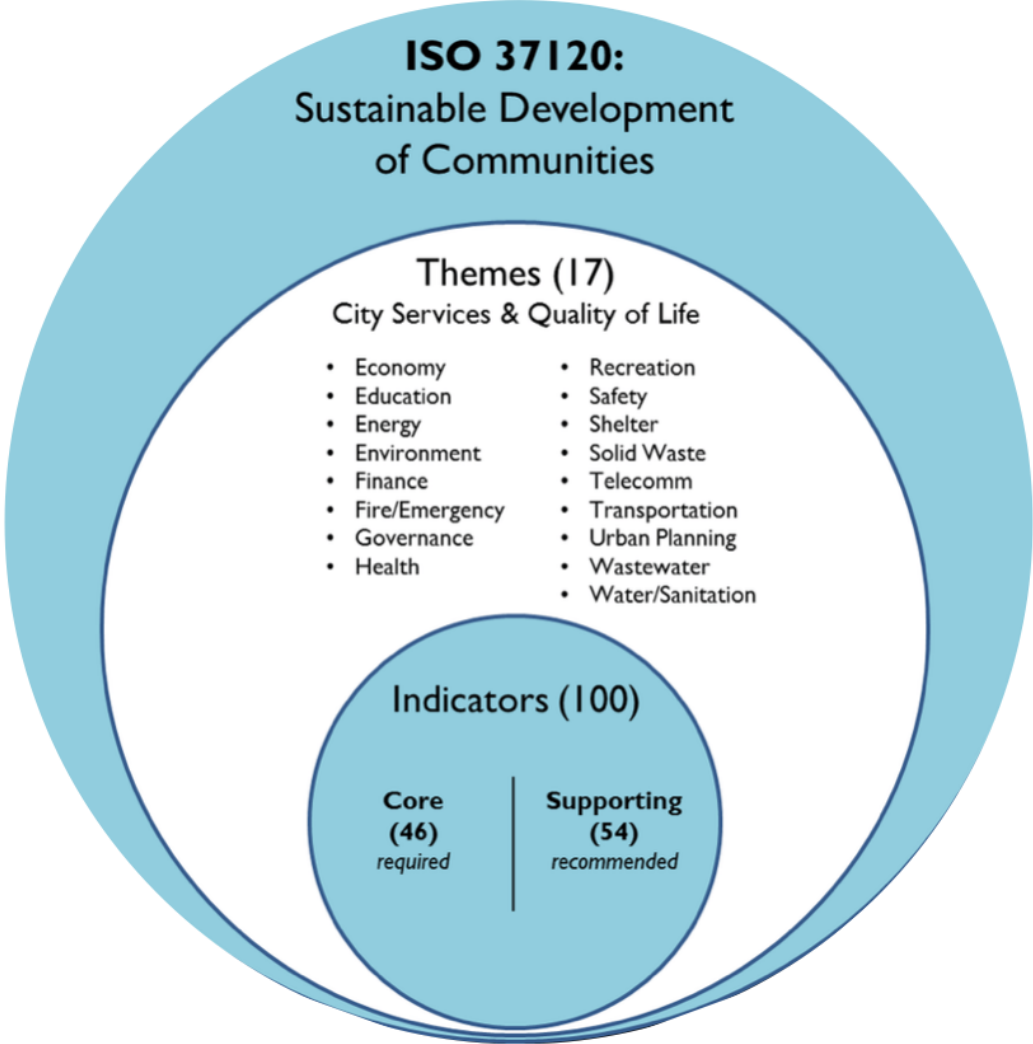 ISO 37120:
Sustainable Development
of Communities
Themes (17)
City Services & Quality of Life
• Economy
• Education
• Energy
• Environment
• Finance
• Fire/Emergency
• Governance
• Health
• Recreation
• Safety
• Shelter
• Solid Waste
• Telecomm
• Transportation
• Urban Planning
• Wastewater
• Water/Sanitation
Indicators (100)
Core
(46)
required
Supporting
(54)
recommended